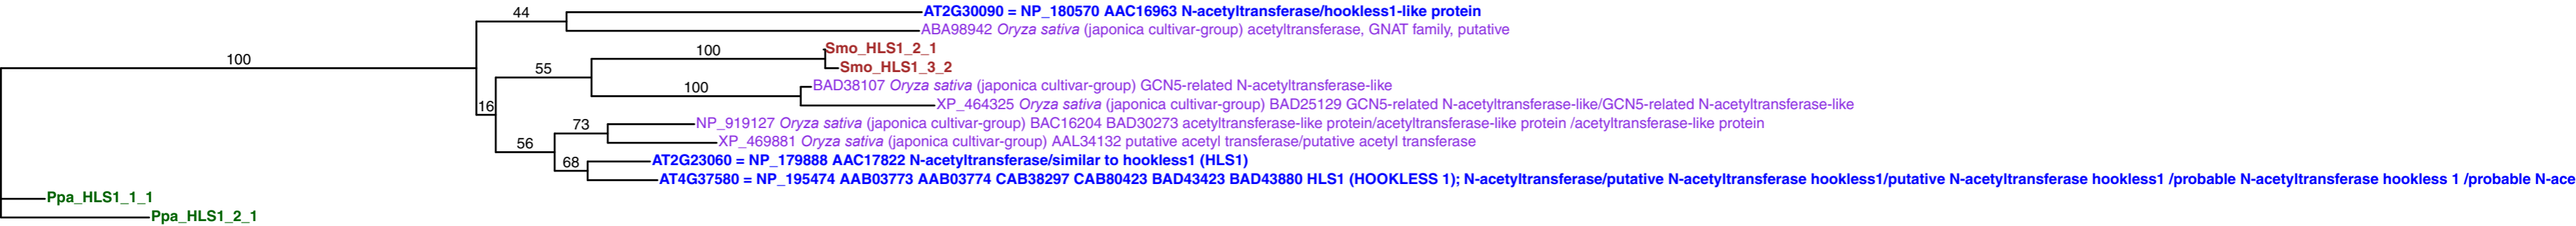 44
AT2G30090 = NP_180570 AAC16963 N-acetyltransferase/hookless1-like protein
ABA98942 Oryza sativa (japonica cultivar-group) acetyltransferase, GNAT family, putative
100
Smo_HLS1_2_1
100
Smo_HLS1_3_2
55
100
BAD38107 Oryza sativa (japonica cultivar-group) GCN5-related N-acetyltransferase-like
16
XP_464325 Oryza sativa (japonica cultivar-group) BAD25129 GCN5-related N-acetyltransferase-like/GCN5-related N-acetyltransferase-like
73
NP_919127 Oryza sativa (japonica cultivar-group) BAC16204 BAD30273 acetyltransferase-like protein/acetyltransferase-like protein /acetyltransferase-like protein
56
XP_469881 Oryza sativa (japonica cultivar-group) AAL34132 putative acetyl transferase/putative acetyl transferase
68
AT2G23060 = NP_179888 AAC17822 N-acetyltransferase/similar to hookless1 (HLS1)
AT4G37580 = NP_195474 AAB03773 AAB03774 CAB38297 CAB80423 BAD43423 BAD43880 HLS1 (HOOKLESS 1); N-acetyltransferase/putative N-acetyltransferase hookless1/putative N-acetyltransferase hookless1 /probable N-acetyltransferase hookless 1 /probable N-ace
Ppa_HLS1_1_1
Ppa_HLS1_2_1